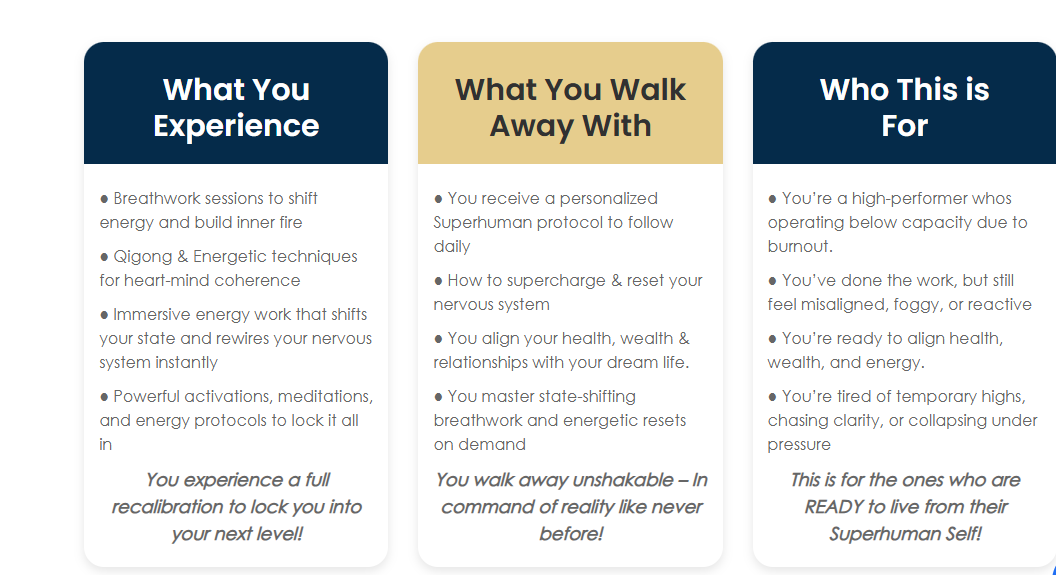 What You
Experience
● Breathwork sessions to shift
energy and build inner fire
● Qigong & Energetic techniques
for heart-mind coherence
● Immersive energy work that shifts
your state and rewires your nervous
system instantly
● Powerful activations, meditations,
and energy protocols to lock it all
in
You experience a full
recalibration to lock you into
your next level!
What You Walk
Away With
● You receive a personalized
Superhuman protocol to follow
daily
● How to supercharge & reset your
nervous system
● You align your health, wealth &
relationships with your dream life.
● You master state-shifting
breathwork and energetic resets
on demand
You walk away unshakable – In
command of reality like never
before!
Who This is
For
● You’re a high-performer whos
operating below capacity due to
burnout.
● You’ve done the work, but still
feel misaligned, foggy, or reactive
● You’re ready to align health,
wealth, and energy.
● You’re tired of temporary highs,
chasing clarity, or collapsing under
pressure
This is for the ones who are
READY to live from their
Superhuman Self!